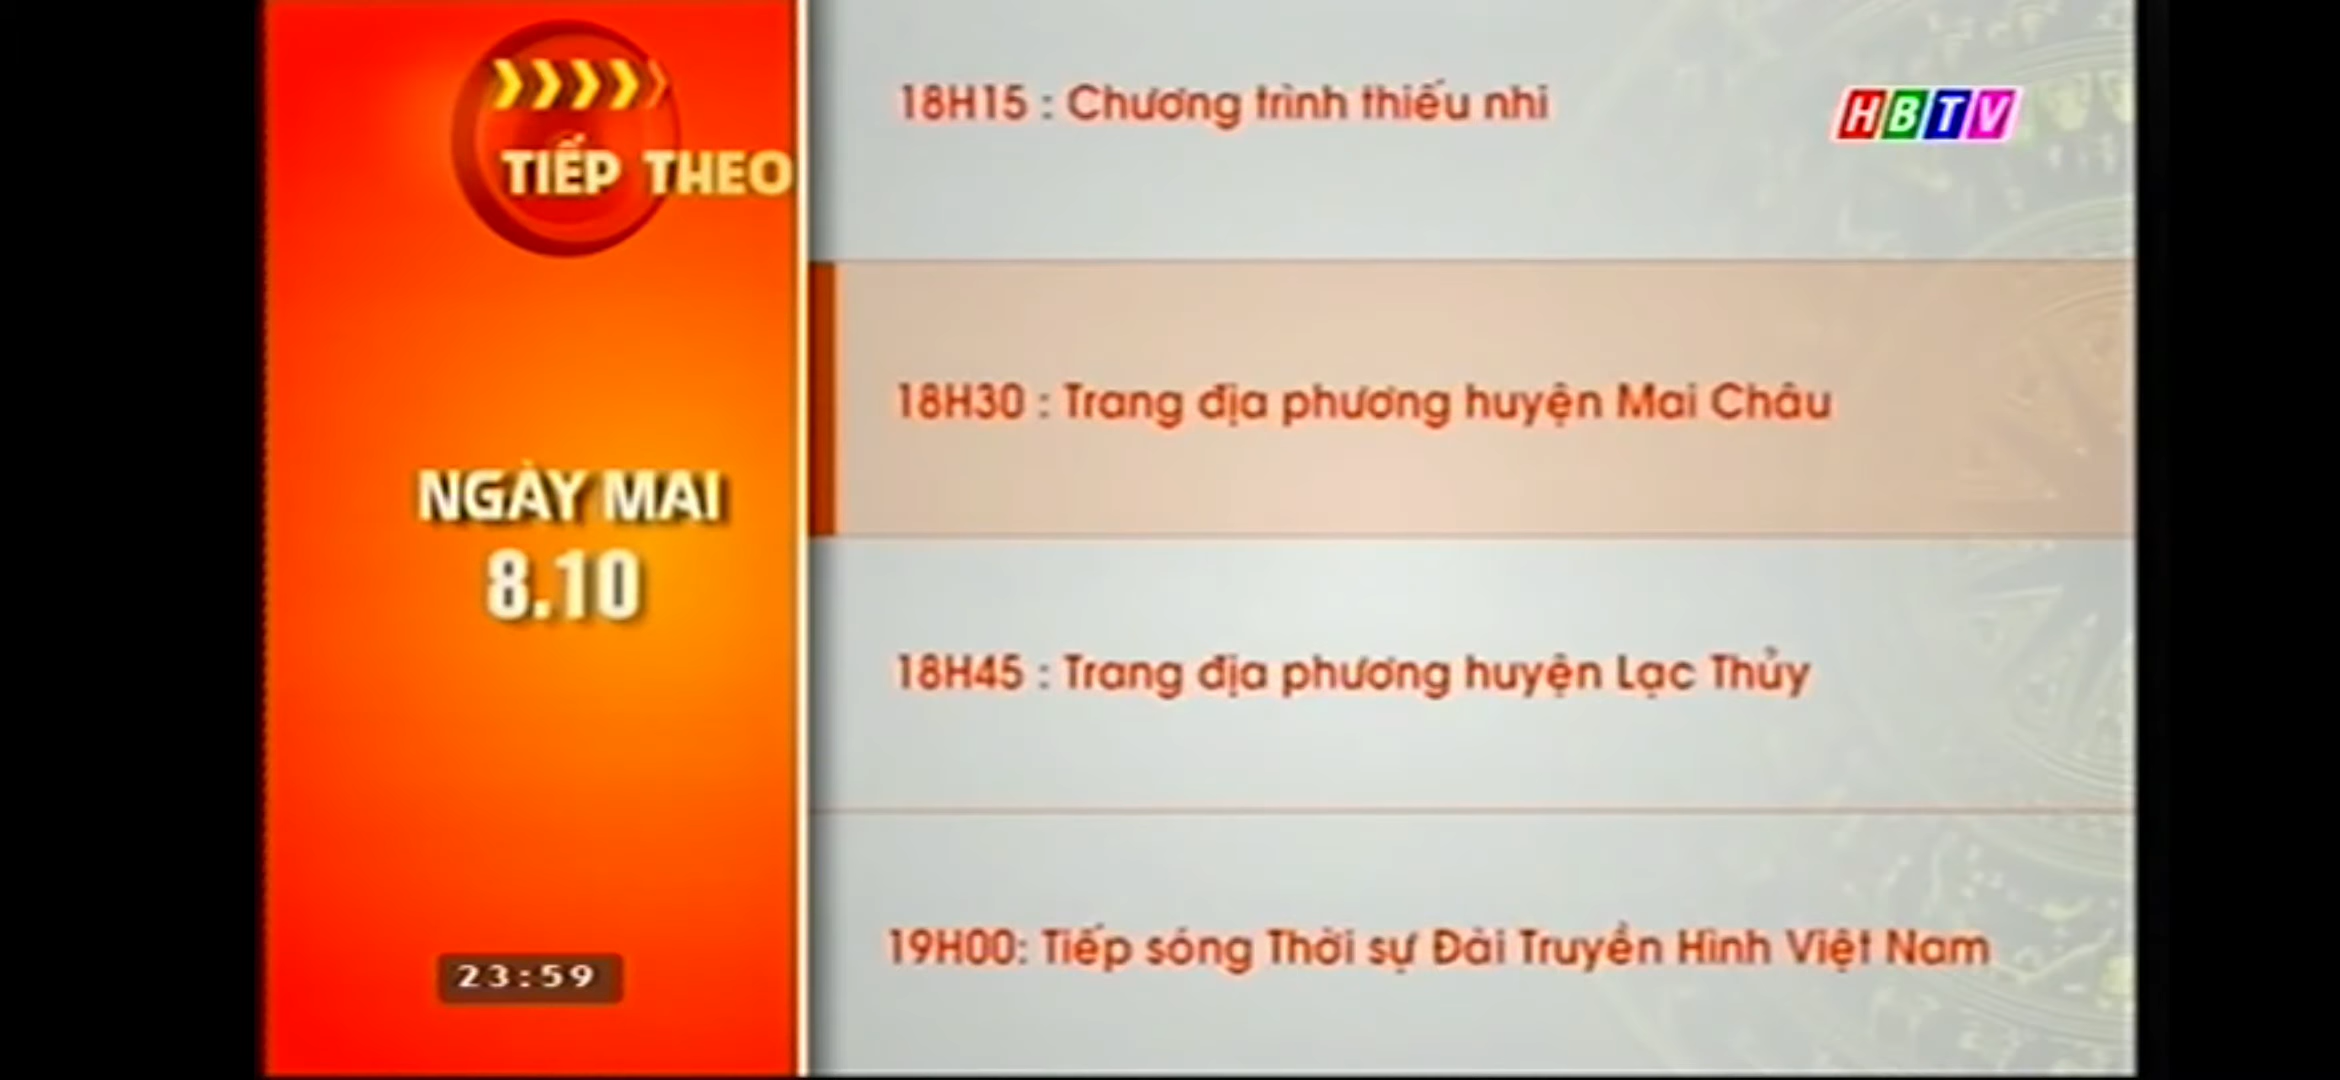 TIẾP THEO
NGÀY MAI
8.10
23:59
18H15 : Chương trình thiếu nhi
HBTV
18H30 : Trang địa phương huyện Mai Châu
18H45 : Trang địa phương huyện Lạc Thủy
19H00: Tiếp sóng Thời sự Đài Truyền Hình Việt Nam